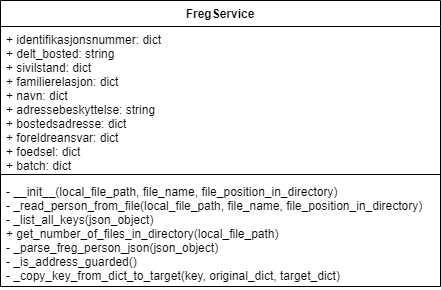 FregService
+ identifikasjonsnummer: dict
+ delt_bosted: string
+ sivilstand: dict
+ familierelasjon: dict
+ navn: dict
+ adressebeskyttelse: string
+ bostedsadresse: dict
+ foreldreansvar: dict
+ foedsel: dict
+ batch: dict
- __init__(local_file_path, file_name, file_position_in_directory)
- _read_person_from_file(local_file_path, file_name, file_position_in_directory)
- _list_all_keys(json_object)
+ get_number_of_files_in_directory(local_file_path)
- _parse_freg_person_json(json_object)
- _is_address_guarded()
- _copy_key_from_dict_to_target(key, original_dict, target_dict)